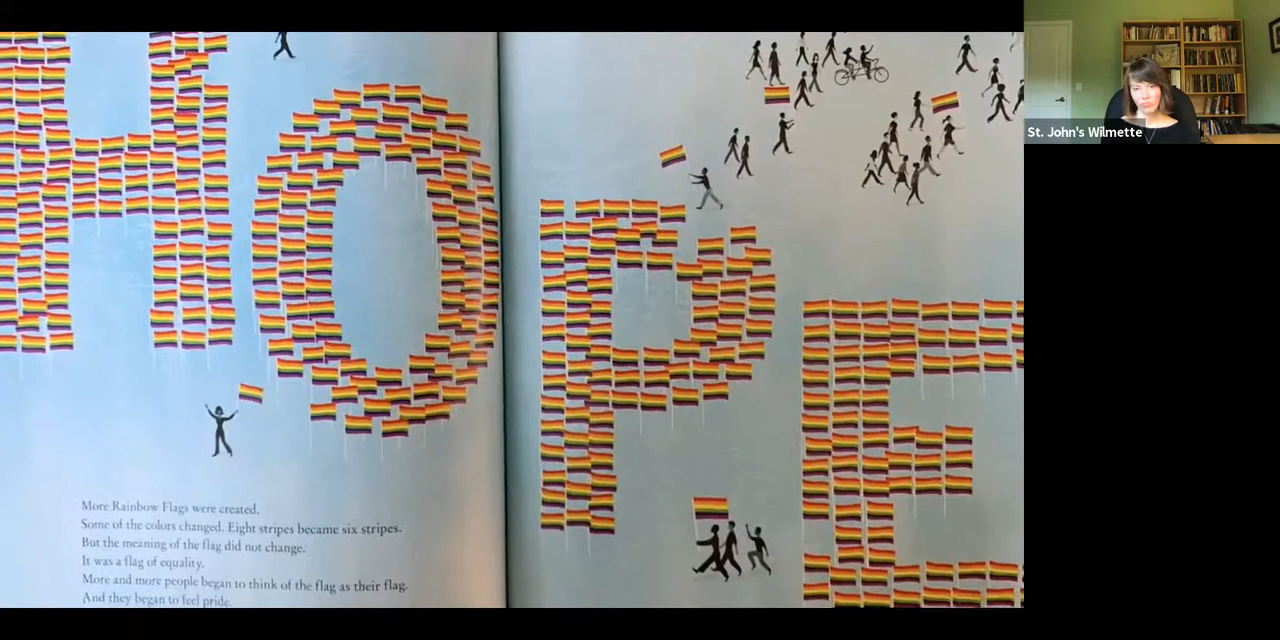 HOPE
St. John's Wilmette
More Rainbow Flags were created.
Some of the colors changed. Eight stripes became six stripes.
But the meaning of the flag did not change.
It was a flag of equality.
More and more people began to think of the flag as their flag.
And they began to feel pride.